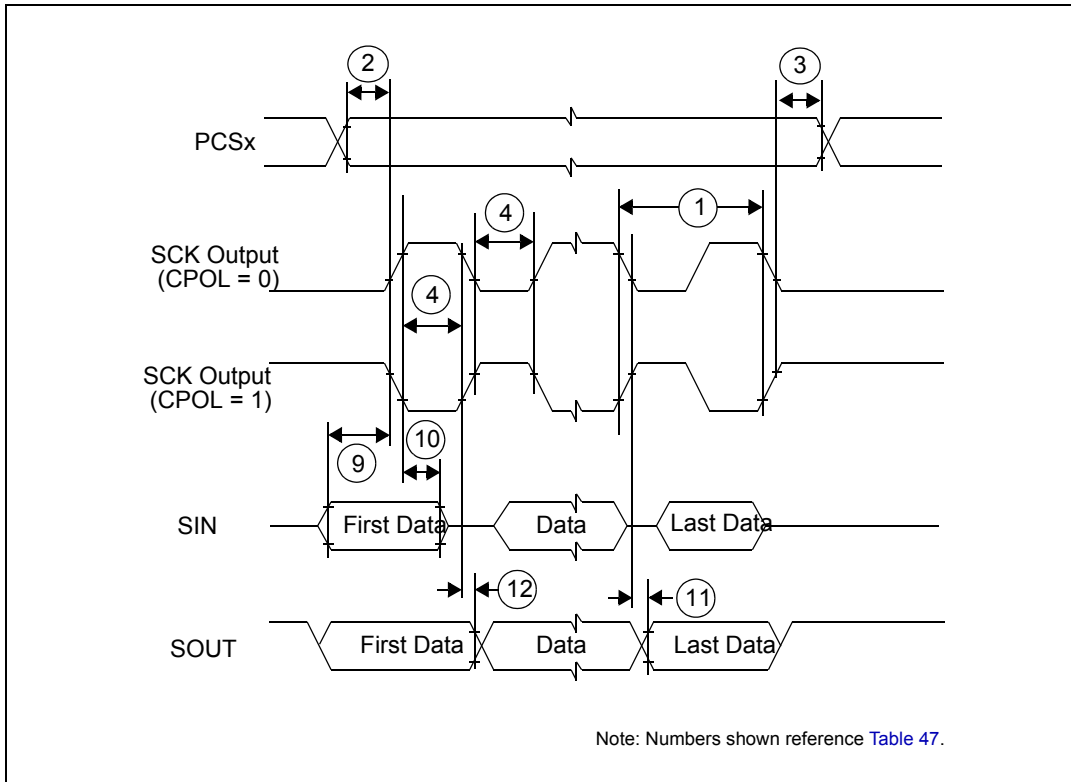 2
3
PCSx
4
1
SCK Output
(CPOL = 0)
4
SCK Output
(CPOL = 1)
9
10
SIN
First Data
Data
Last Data
12
11
SOUT
First Data
Data
Last Data
Note: Numbers shown reference Table 47.